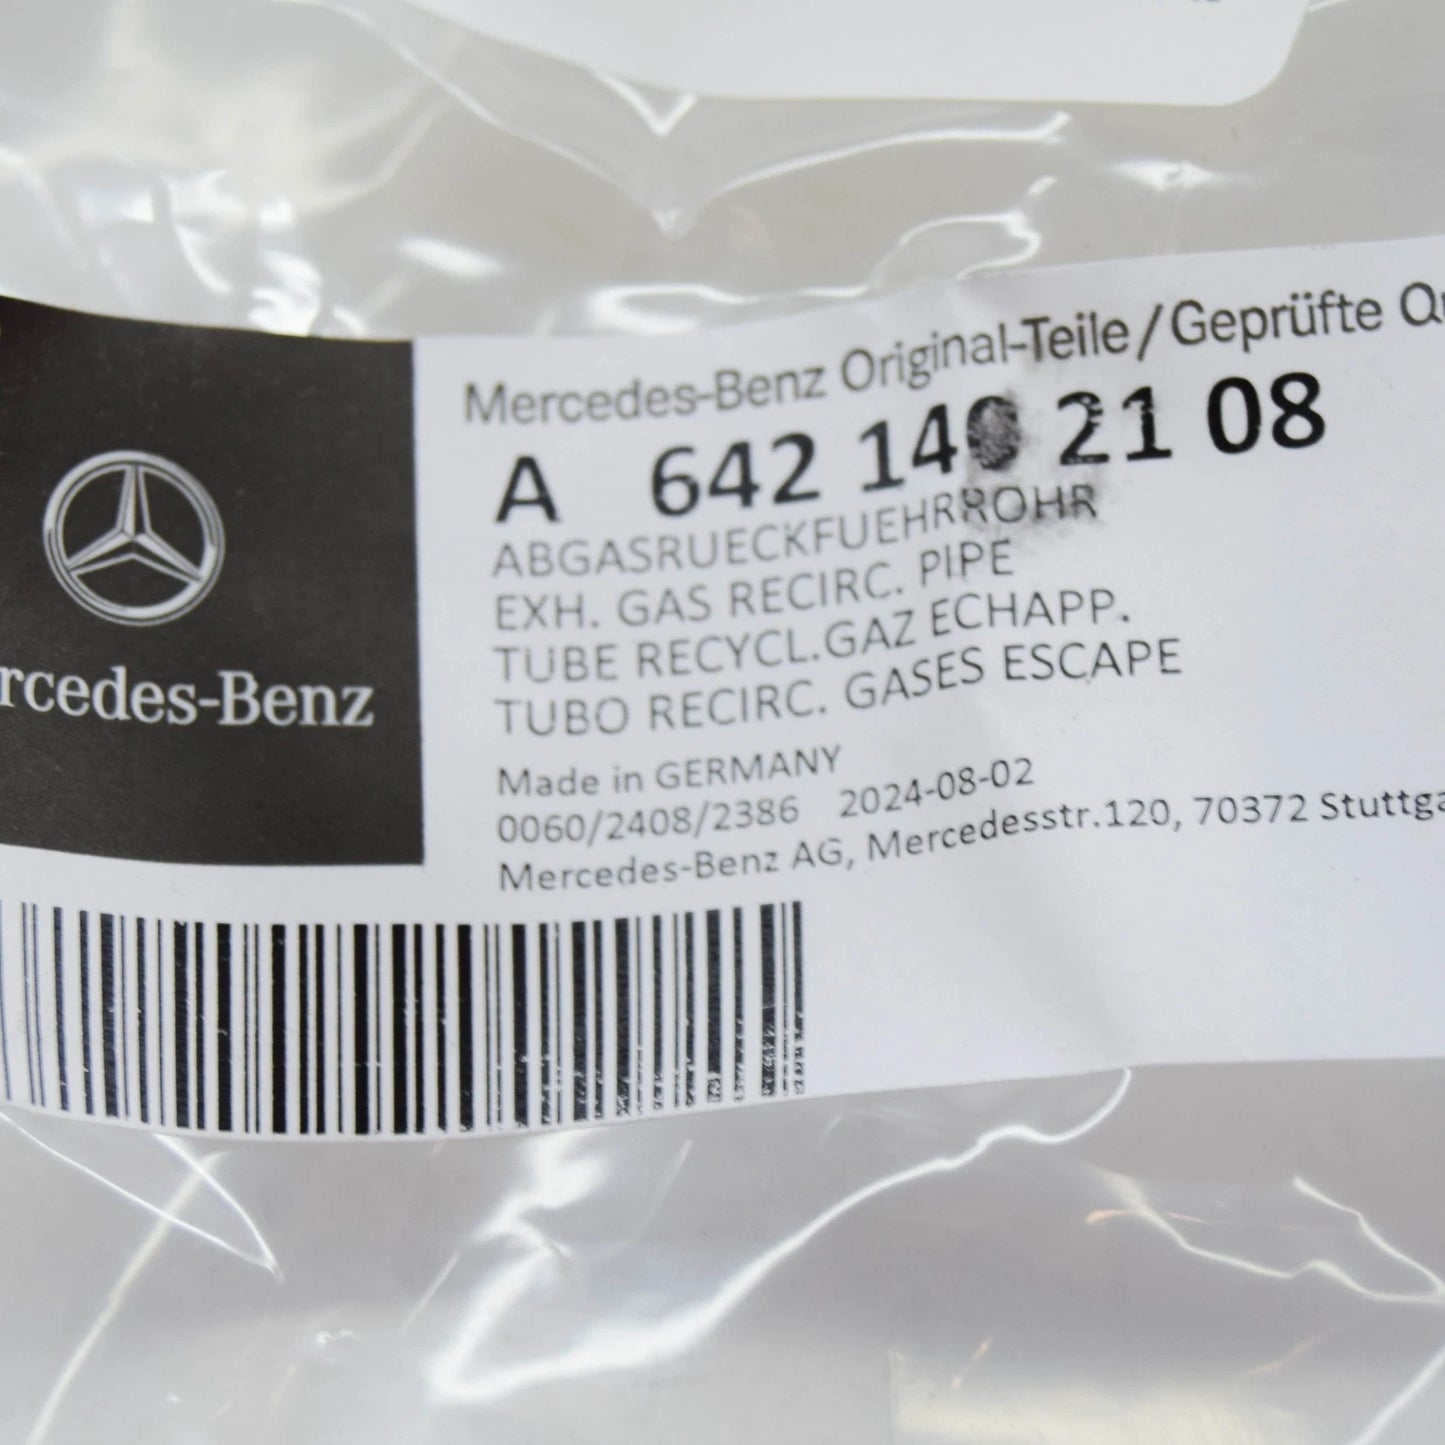 rcedes-Benz
Mercedes-Benz Original-Teile/Geprüfte
A 642 140 21 08
ABGASRUECKFUEHRROHR
EXH. GAS RECIRC. PIPE
TUBE RECYCL.GAZ ECHAPP.
TUBO RECIRC. GASES ESCAPE
Made in GERMANY
0060/2408/2386 2024-08-02
Mercedes-Benz AG, Mercedesstr.120, 70372 Stuttga